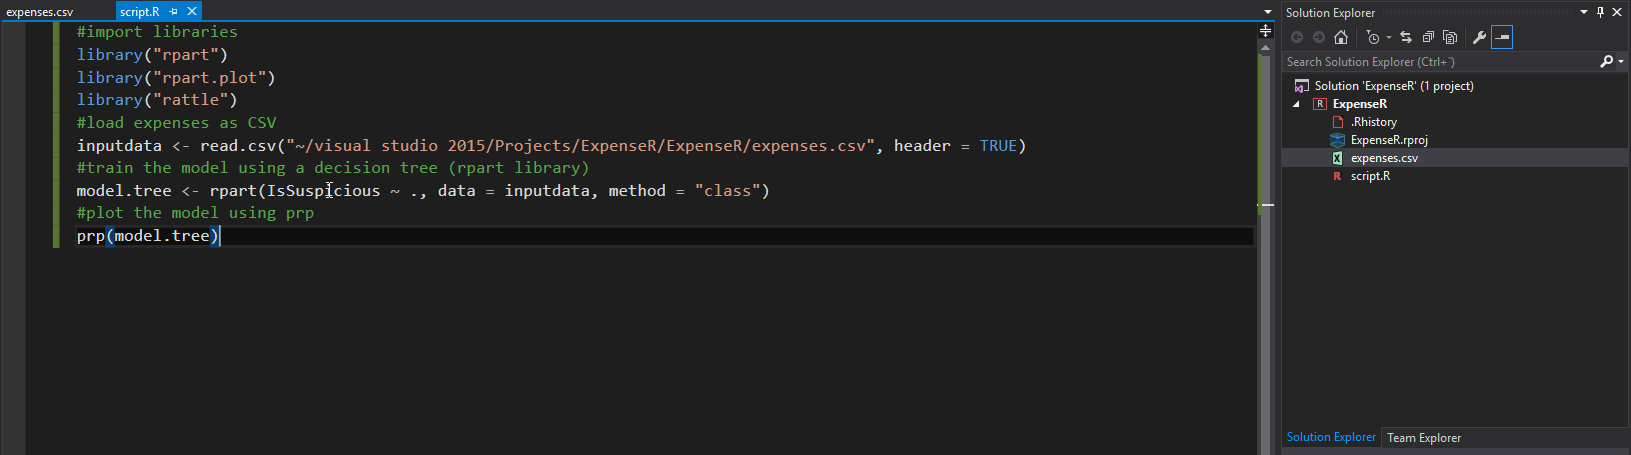 expenses.csv
script.R
#import libraries
library("rpart")
library("rpart.plot")
library("rattle")
#load expenses as CSV
inputdata <- read.csv("~/visual studio 2015/Projects/ExpenseR/ExpenseR/expenses.csv", header = TRUE)
#train the model using a decision tree (rpart library)
model.tree <- rpart(IsSuspicious ~ ., data = inputdata, method = "class")
#plot the model using prp
prp(model.tree)
Solution Explorer
Search Solution Explorer (Ctrl+`)
Solution 'ExpenseR' (1 project)
R ExpenseR
.Rhistory
ExpenseR.rproj
expenses.csv
R script.R
Solution Explorer
Team Explorer